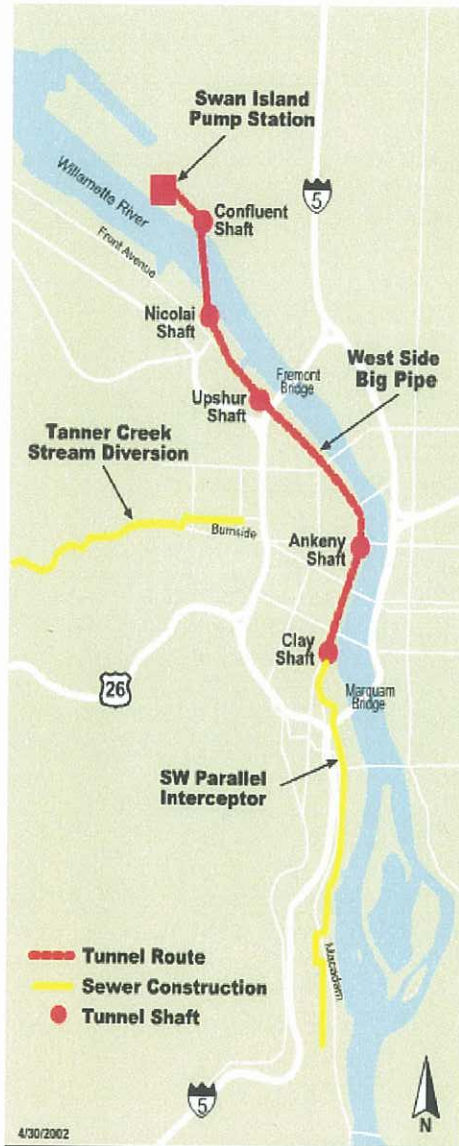 Swan Island
Pump Station
5
Willamette River
Front Avenue
Confluent
Shaft
Nicolai
Shaft
West Side
Big Pipe
Fremont
Bridge
Upshur
Shaft
Tanner Creek
Stream Diversion
Burnside
Ankeny
Shaft
Clay
Shaft
26
Marquam
Bridge
SW Parallel
Interceptor
Macadam
Tunnel Route
Sewer Construction
Tunnel Shaft
5
N
4/30/2002